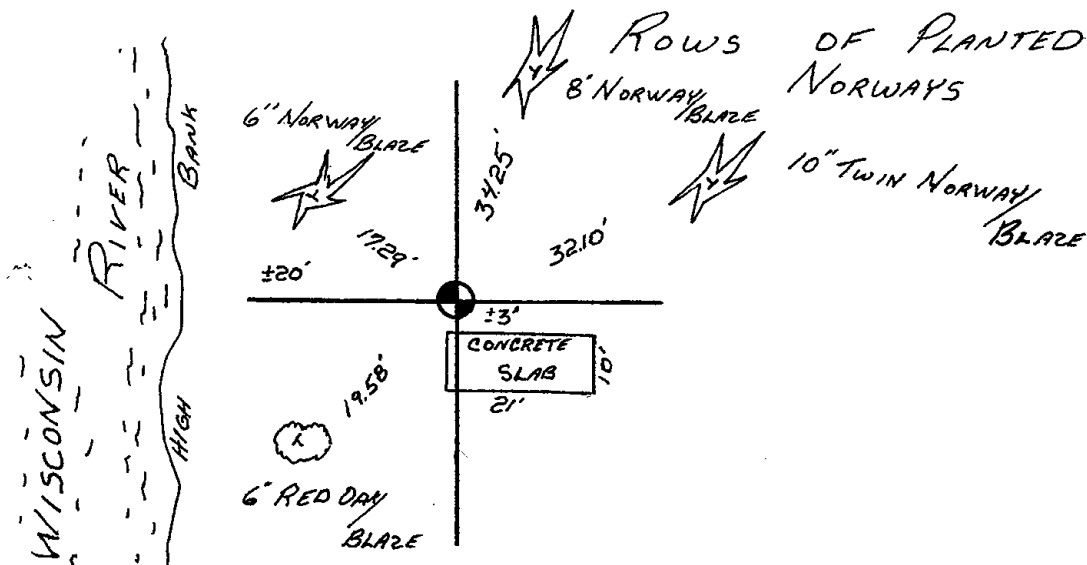 ROWS OF PLANTED
NORWAYS
8" NORWAY/
BLAZE
6" NORWAY/
BLAZE
10" TWIN NORWAY/
BLAZE
34.25'
17.29'
32.10'
±20'
±3'
CONCRETE
SLAB
10'
21'
19.58'
6" RED OAK/
BLAZE
WISCONSIN RIVER
HIGH BANK